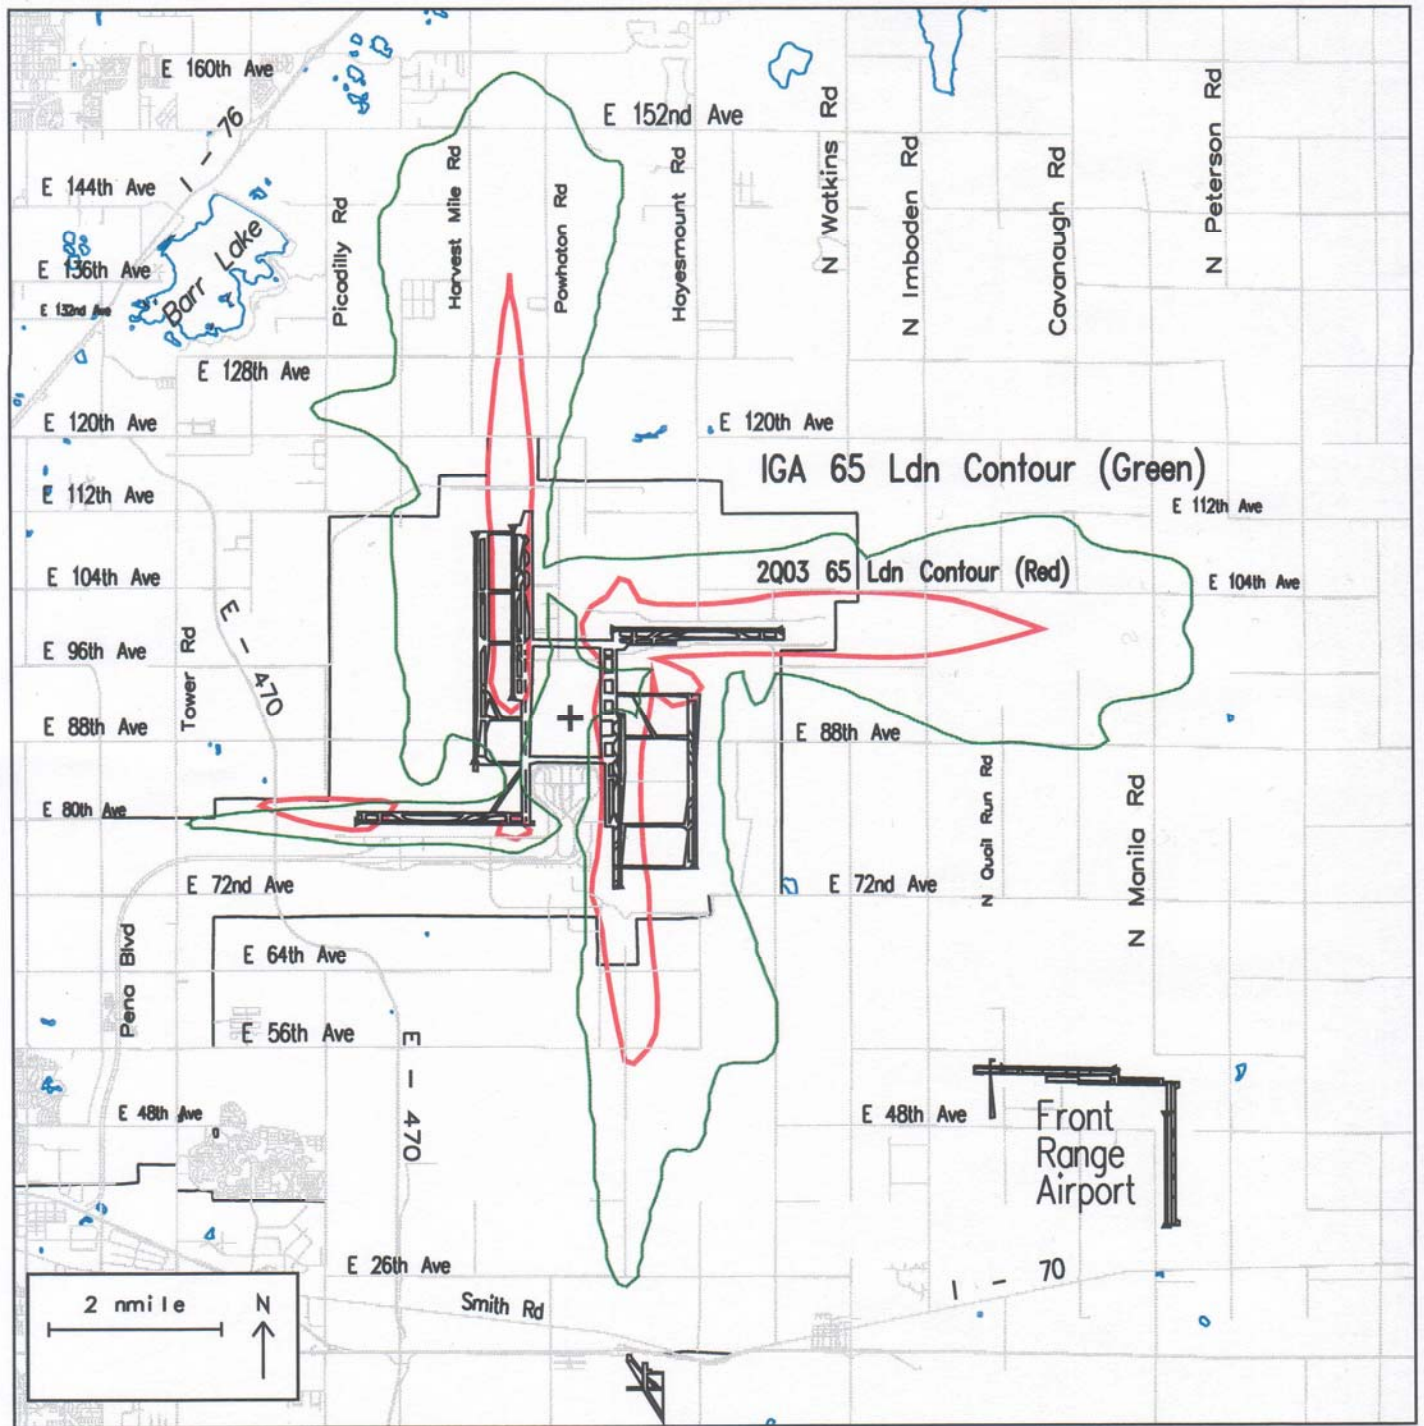 E 160th Ave
E 152nd Ave
I - 76
E 144th Ave
E 136th Ave
E 132nd Ave
Barr Lake
Picadilly Rd
Harvest Mile Rd
Powhaton Rd
Hayesmount Rd
N Watkins Rd
N Imboden Rd
Cavanaugh Rd
N Peterson Rd
E 128th Ave
E 120th Ave
E 120th Ave
IGA 65 Ldn Contour (Green)
E 112th Ave
E 112th Ave
2Q03 65 Ldn Contour (Red)
E 104th Ave
E 104th Ave
E - 470
Tower Rd
E 96th Ave
E 88th Ave
E 88th Ave
E 80th Ave
N Quail Run Rd
N Manila Rd
E 72nd Ave
E 72nd Ave
Pena Blvd
E 64th Ave
E 56th Ave
E - 470
E 48th Ave
E 48th Ave
Front
Range
Airport
E 26th Ave
I - 70
Smith Rd
2 nmile
N